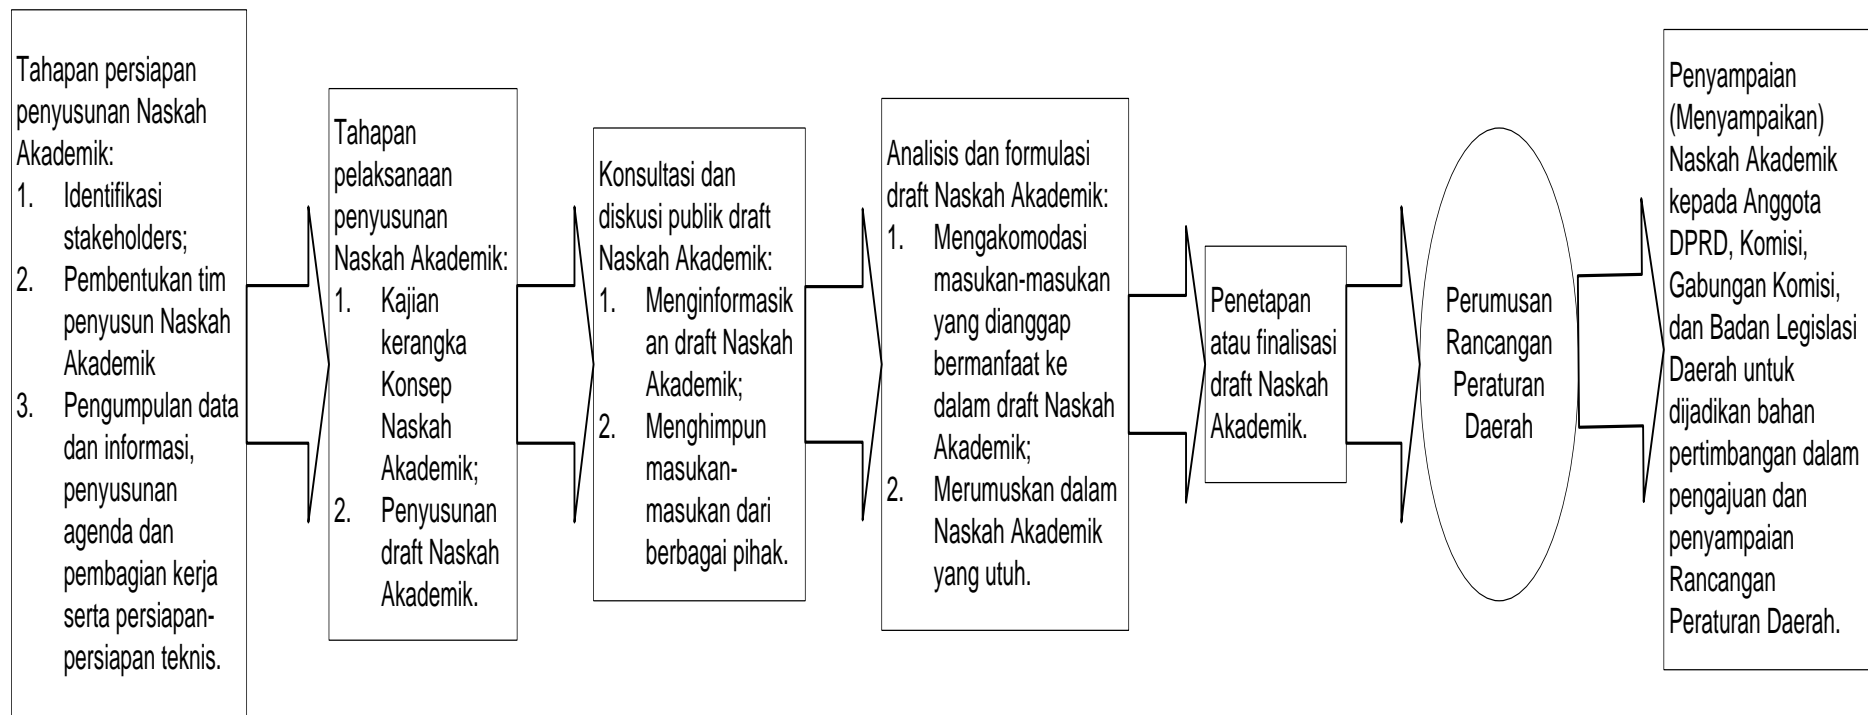 Tahapan persiapan
penyusunan Naskah
Akademik:
1. Identifikasi
stakeholders;
2. Pembentukan tim
penyusun Naskah
Akademik
3. Pengumpulan data
dan informasi,
penyusunan
agenda dan
pembagian kerja
serta persiapan-
persiapan teknis.
Tahapan
pelaksanaan
penyusunan
Naskah Akademik:
1. Kajian
kerangka
Konsep
Naskah
Akademik;
2. Penyusunan
draft Naskah
Akademik.
Konsultasi dan
diskusi publik draft
Naskah Akademik:
1. Menginformasik
an draft Naskah
Akademik;
2. Menghimpun
masukan-
masukan dari
berbagai pihak.
Analisis dan formulasi
draft Naskah Akademik:
1. Mengakomodasi
masukan-masukan
yang dianggap
bermanfaat ke
dalam draft Naskah
Akademik;
2. Merumuskan dalam
Naskah Akademik
yang utuh.
Penetapan
atau finalisasi
draft Naskah
Akademik.
Perumusan
Rancangan
Peraturan
Daerah
Penyampaian
(Menyampaikan)
Naskah Akademik
kepada Anggota
DPRD, Komisi,
Gabungan Komisi,
dan Badan Legislasi
Daerah untuk
dijadikan bahan
pertimbangan dalam
pengajuan dan
penyampaian
Rancangan
Peraturan Daerah.